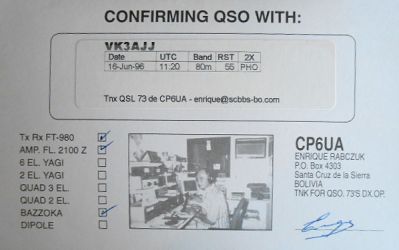 CONFIRMING QSO WITH:
VK3AJJ
Date UTC Band RST 2X
16-Jun-96 11:20 80m 55 PHO
Tnx QSL 73 de CP6UA - enrique@scbbs-bo.com
Tx Rx FT-980
AMP. FL. 2100 Z
6 EL. YAGI
2 EL. YAGI
QUAD 3 EL.
QUAD 2 EL.
BAZZOKA
DIPOLE
CP6UA
ENRIQUE RABCZUK
P.O. Box 4303
Santa Cruz de la Sierra
BOLIVIA
TNK FOR QSO. 73'S DX.OP.